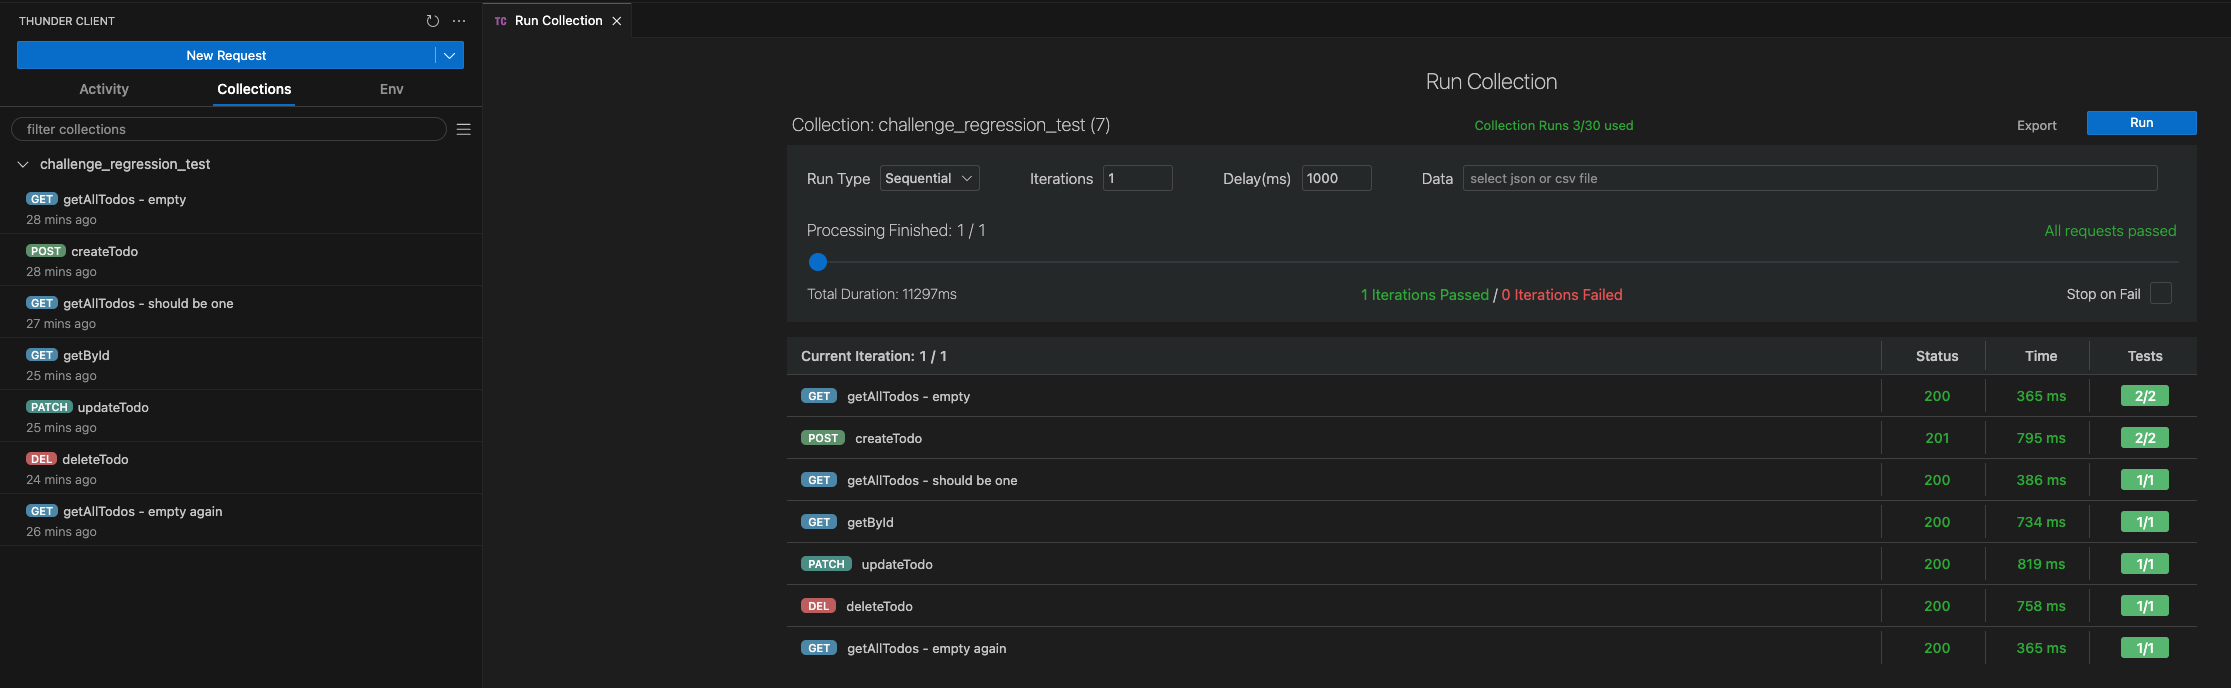 THUNDER CLIENT
New Request
Activity Collections Env
filter collections
challenge_regression_test
GET getAllTodos - empty
28 mins ago
POST createTodo
28 mins ago
GET getAllTodos - should be one
27 mins ago
GET getById
25 mins ago
PATCH updateTodo
25 mins ago
DEL deleteTodo
24 mins ago
GET getAllTodos - empty again
26 mins ago
TC Run Collection
Run Collection
Collection: challenge_regression_test (7) Collection Runs 3/30 used Export Run
Run Type Sequential Iterations 1 Delay(ms) 1000 Data select json or csv file
Processing Finished: 1 / 1 All requests passed
Total Duration: 11297ms 1 Iterations Passed / 0 Iterations Failed Stop on Fail
Current Iteration: 1 / 1 Status Time Tests
GET getAllTodos - empty 200 365 ms 2/2
POST createTodo 201 795 ms 2/2
GET getAllTodos - should be one 200 386 ms 1/1
GET getById 200 734 ms 1/1
PATCH updateTodo 200 819 ms 1/1
DEL deleteTodo 200 758 ms 1/1
GET getAllTodos - empty again 200 365 ms 1/1